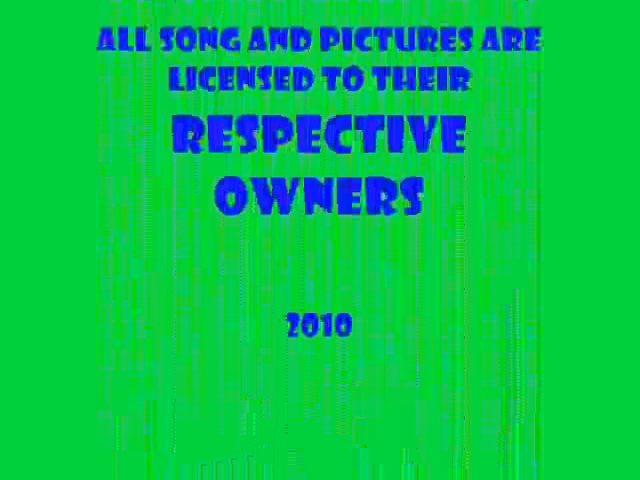 ALL SONG AND PICTURES ARE
LICENSED TO THEIR
RESPECTIVE
OWNERS
2010